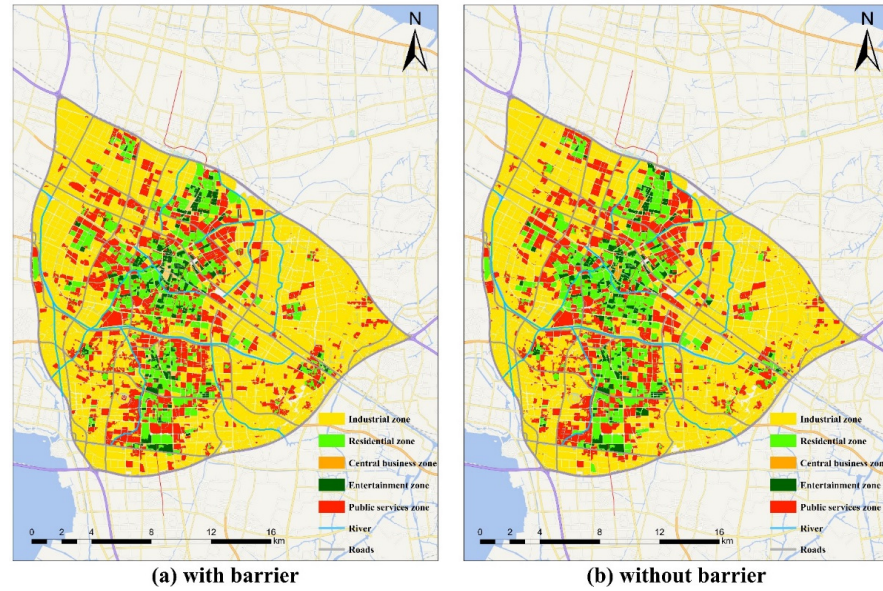 N
Industrial zone
Residential zone
Central business zone
Entertainment zone
Public services zone
River
Roads
0 2 4 8 12 16
km
(a) with barrier
N
Industrial zone
Residential zone
Central business zone
Entertainment zone
Public services zone
River
Roads
0 2 4 8 12 16
km
(b) without barrier